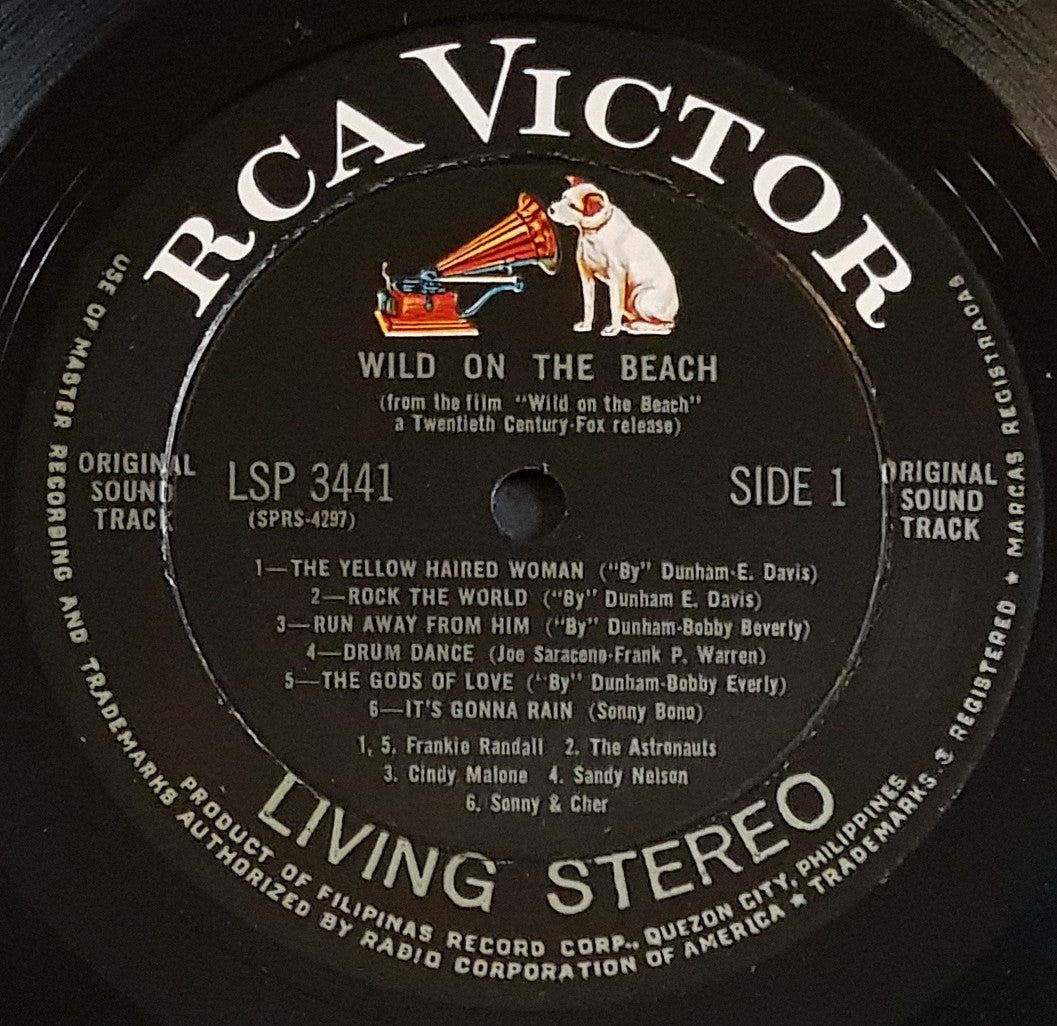 RCA VICTOR
WILD ON THE BEACH
(from the film "Wild on the Beach"
a Twentieth Century-Fox release)
ORIGINAL
SOUND
TRACK
LSP 3441
(SPRS-4297)
SIDE 1
ORIGINAL
SOUND
TRACK
1—THE YELLOW HAIRED WOMAN ("By" Dunham-E. Davis)
2—ROCK THE WORLD ("By" Dunham E. Davis)
3—RUN AWAY FROM HIM ("By" Dunham-Bobby Beverly)
4—DRUM DANCE (Joe Saraceno-Frank P. Warren)
5—THE GODS OF LOVE ("By" Dunham-Bobby Everly)
6—IT'S GONNA RAIN (Sonny Bono)
1, 5. Frankie Randall 2. The Astronauts
3. Cindy Malone 4. Sandy Nelson
6. Sonny & Cher
LIVING STEREO
PRODUCT OF FILIPINAS RECORD CORP., QUEZON CITY, PHILIPPINES
USE OF MASTER RECORDING AND TRADEMARKS AUTHORIZED BY RADIO CORPORATION OF AMERICA ★ TRADEMARKS ® REGISTERED ★ MARCAS REGISTRADAS